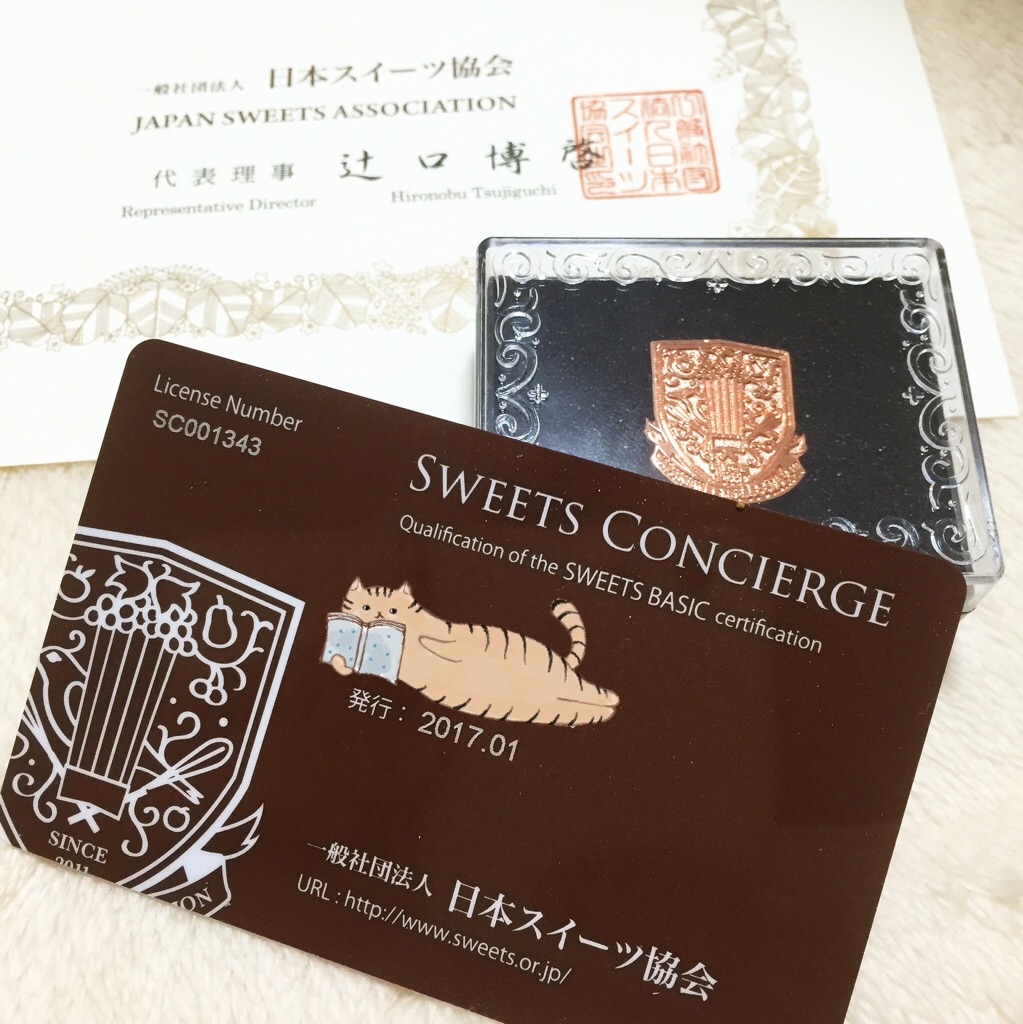 一般社団法人 日本スイーツ協会
JAPAN SWEETS ASSOCIATION
代表理事 辻口博啓
Representative Director Hironobu Tsujiguchi
License Number
SC001343
SWEETS CONCIERGE
Qualification of the SWEETS BASIC certification
発行： 2017.01
SINCE
2011
一般社団法人 日本スイーツ協会
URL : http://www.sweets.or.jp/